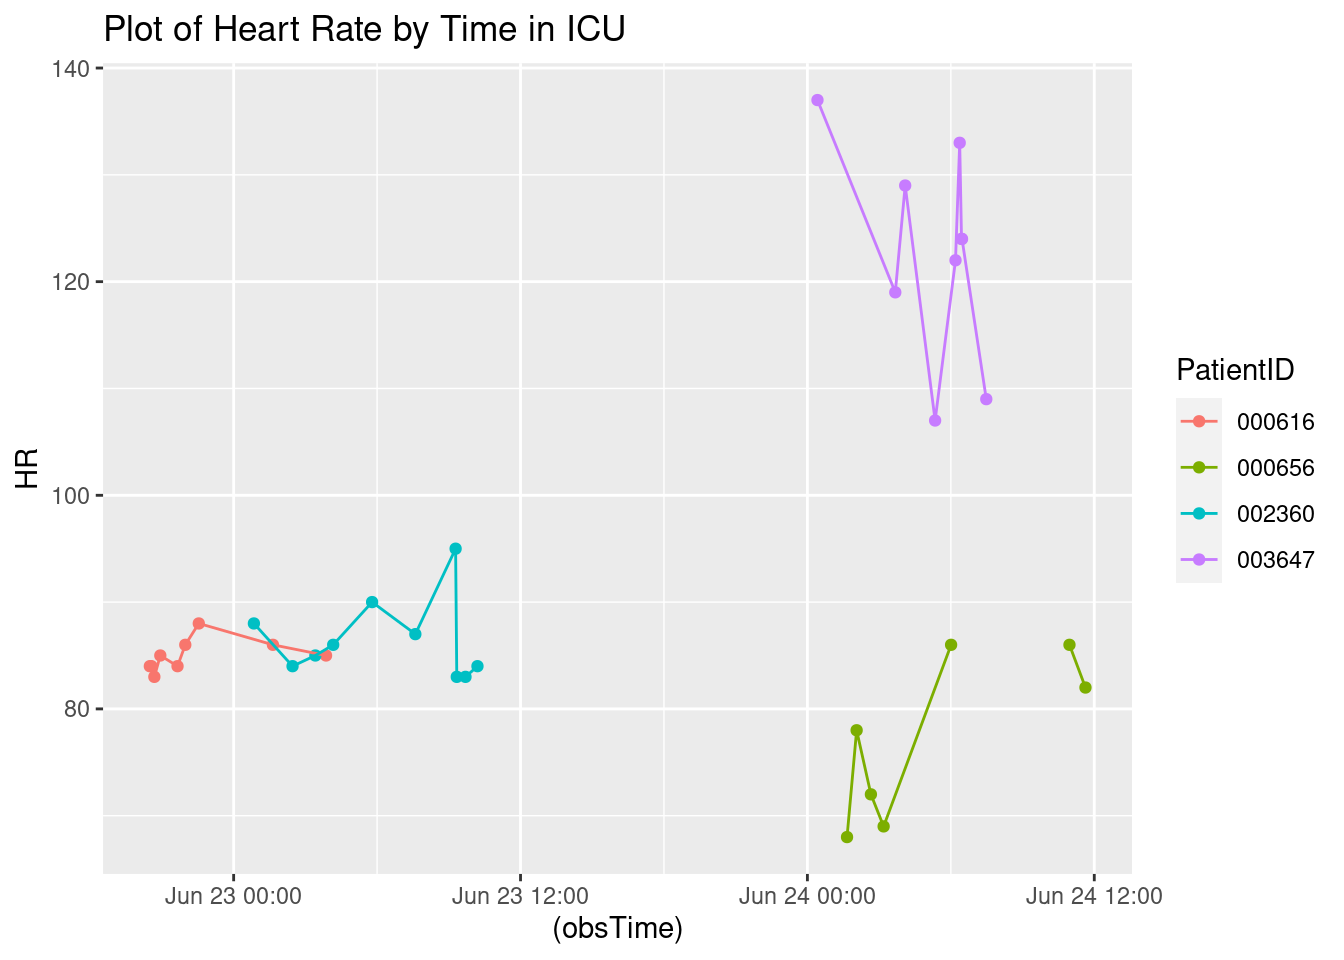 Plot of Heart Rate by Time in ICU
140
120
100
80
HR
Jun 23 00:00
Jun 23 12:00
Jun 24 00:00
Jun 24 12:00
(obsTime)
PatientID
000616
000656
002360
003647